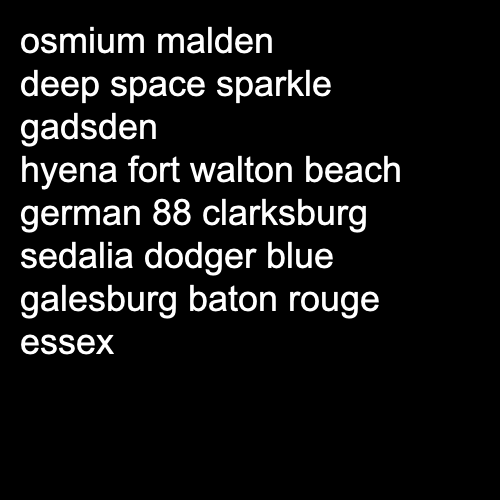 osmium malden
deep space sparkle
gadsden
hyena fort walton beach
german 88 clarksburg
sedalia dodger blue
galesburg baton rouge
essex